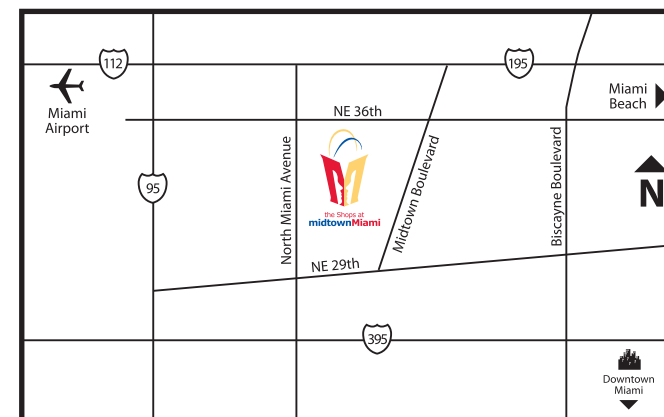 112
195
Miami
Airport
Miami
Beach
NE 36th
North Miami Avenue
Midtown Boulevard
Biscayne Boulevard
95
N
the Shops at
midtownMiami
NE 29th
395
Downtown
Miami